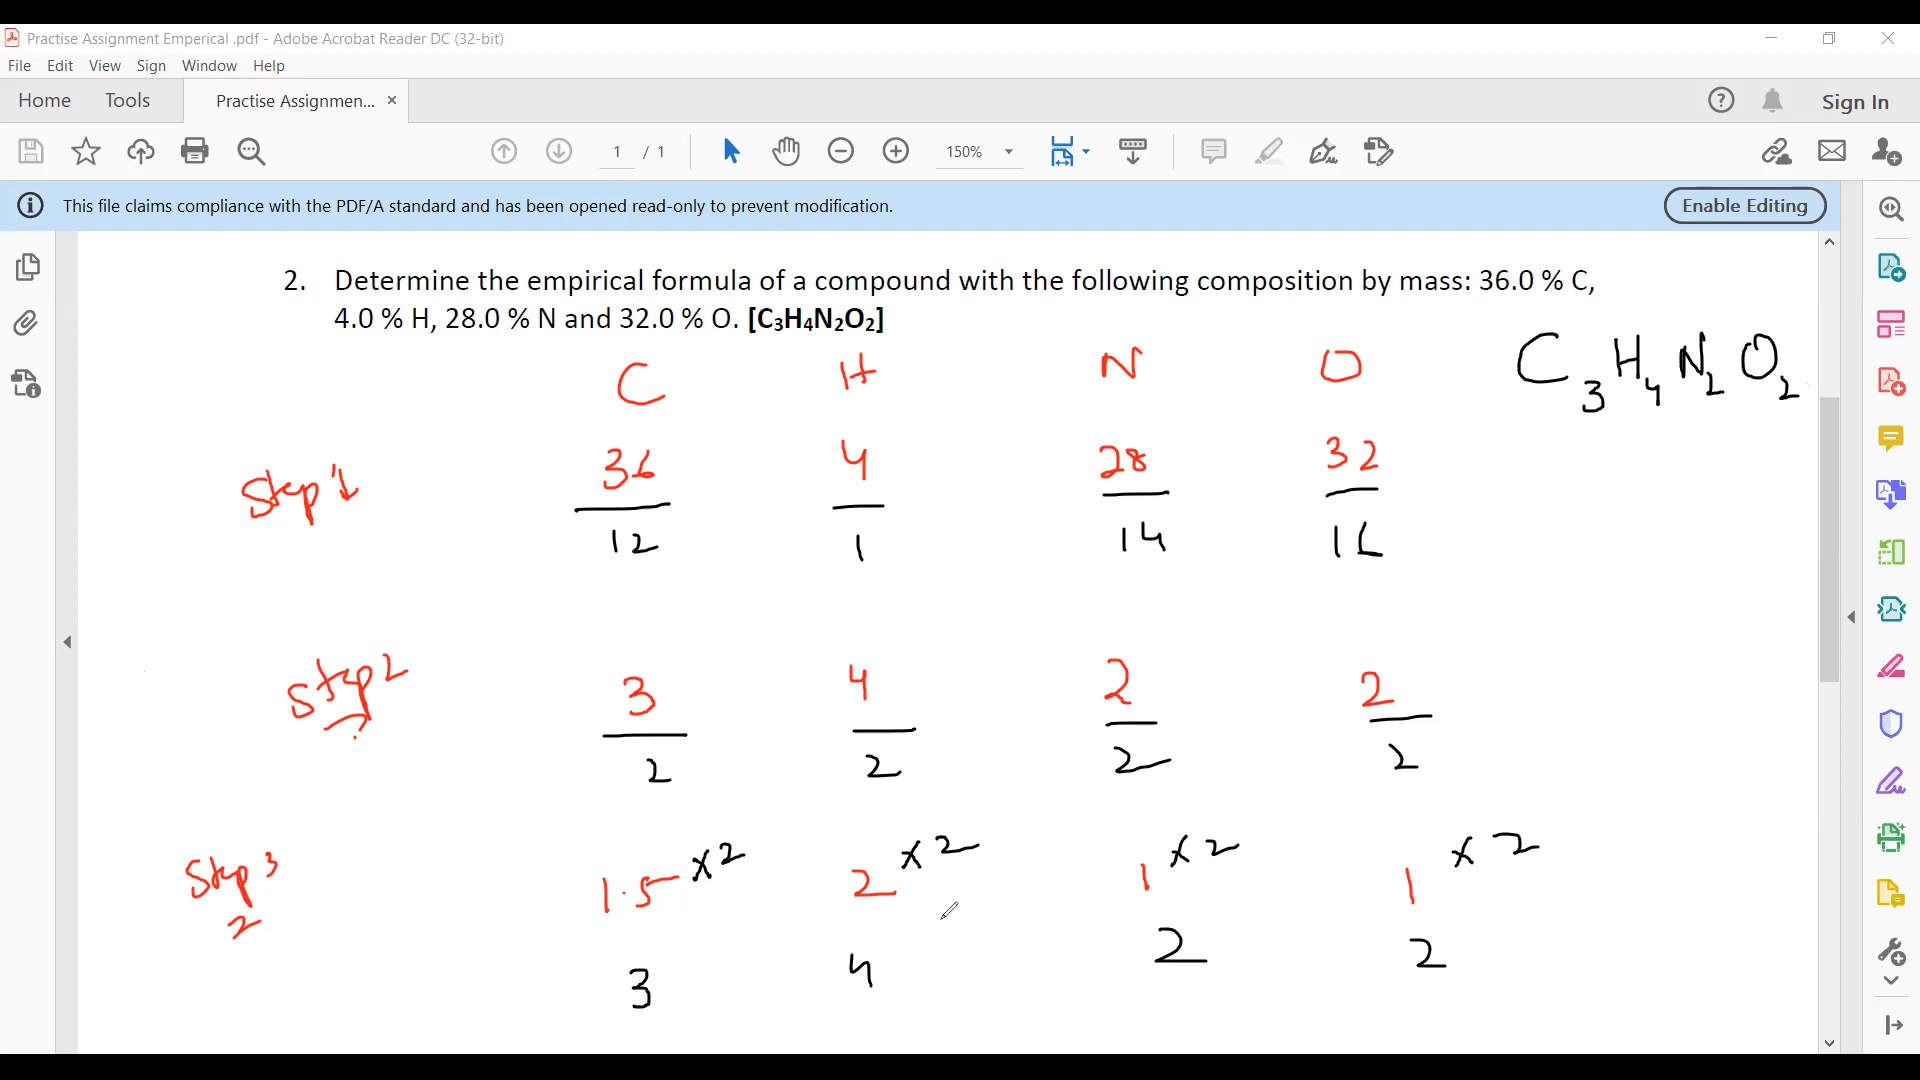 Practise Assignment Emperical .pdf - Adobe Acrobat Reader DC (32-bit)
File Edit View Sign Window Help
Home Tools Practise Assignmen... × Sign In
1 / 1 150%
This file claims compliance with the PDF/A standard and has been opened read-only to prevent modification. Enable Editing
2. Determine the empirical formula of a compound with the following composition by mass: 36.0 % C,
4.0 % H, 28.0 % N and 32.0 % O. [C₃H₄N₂O₂]
C₃H₄N₂O₂
C H N O
Step 1
36 4 28 32
12 1 14 16
Step 2
3 4 2 2
2 2 2 2
Step 3
1.5 × 2 2 × 2 1 × 2 1 × 2
2
3 4 2 2